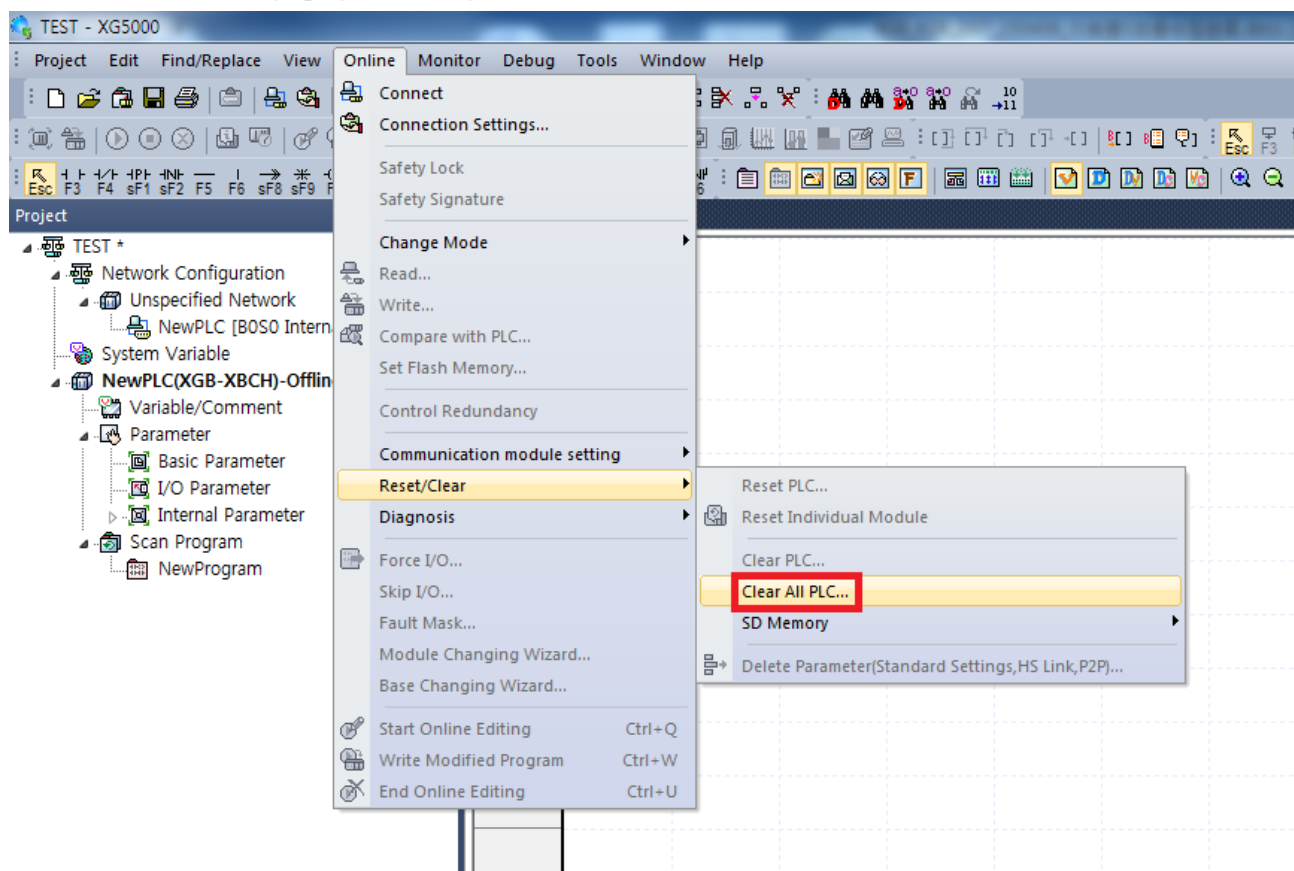 TEST - XG5000
Project Edit Find/Replace View Online Monitor Debug Tools Window Help
10
→11
Esc F3
Esc F3 F4 sF1 sF2 F5 F6 sF8 sF9 F 6
Project
TEST *
Network Configuration
Unspecified Network
NewPLC [B0S0 Intern
System Variable
NewPLC(XGB-XBCH)-Offlin
Variable/Comment
Parameter
Basic Parameter
I/O Parameter
Internal Parameter
Scan Program
NewProgram
Connect
Connection Settings...
Safety Lock
Safety Signature
Change Mode
Read...
Write...
Compare with PLC...
Set Flash Memory...
Control Redundancy
Communication module setting
Reset/Clear
Diagnosis
Force I/O...
Skip I/O...
Fault Mask...
Module Changing Wizard...
Base Changing Wizard...
Start Online Editing Ctrl+Q
Write Modified Program Ctrl+W
End Online Editing Ctrl+U
Reset PLC...
Reset Individual Module
Clear PLC...
Clear All PLC...
SD Memory
Delete Parameter(Standard Settings,HS Link,P2P)...